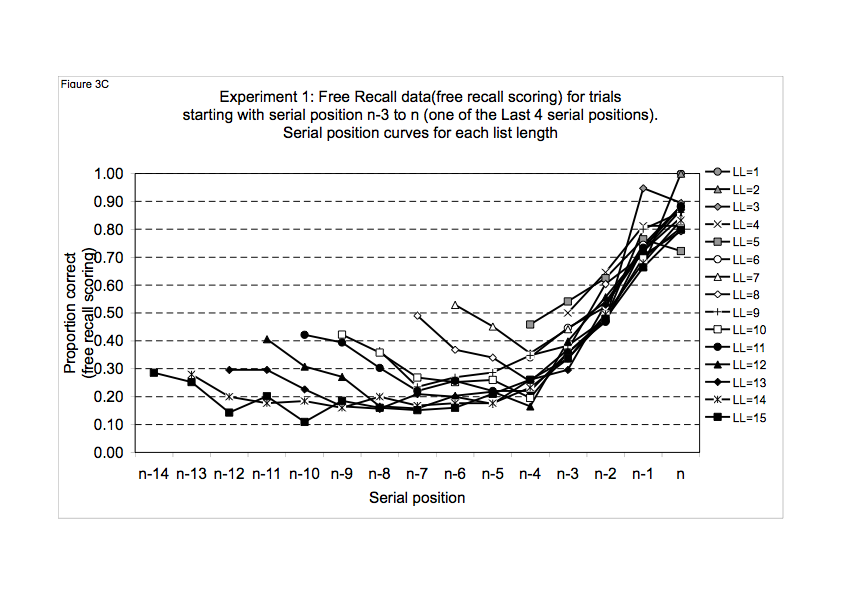 Figure 3C
Experiment 1: Free Recall data(free recall scoring) for trials
starting with serial position n-3 to n (one of the Last 4 serial positions).
Serial position curves for each list length
Proportion correct
(free recall scoring)
1.00
0.90
0.80
0.70
0.60
0.50
0.40
0.30
0.20
0.10
0.00
n-14 n-13 n-12 n-11 n-10 n-9 n-8 n-7 n-6 n-5 n-4 n-3 n-2 n-1 n
Serial position
LL=1
LL=2
LL=3
LL=4
LL=5
LL=6
LL=7
LL=8
LL=9
LL=10
LL=11
LL=12
LL=13
LL=14
LL=15